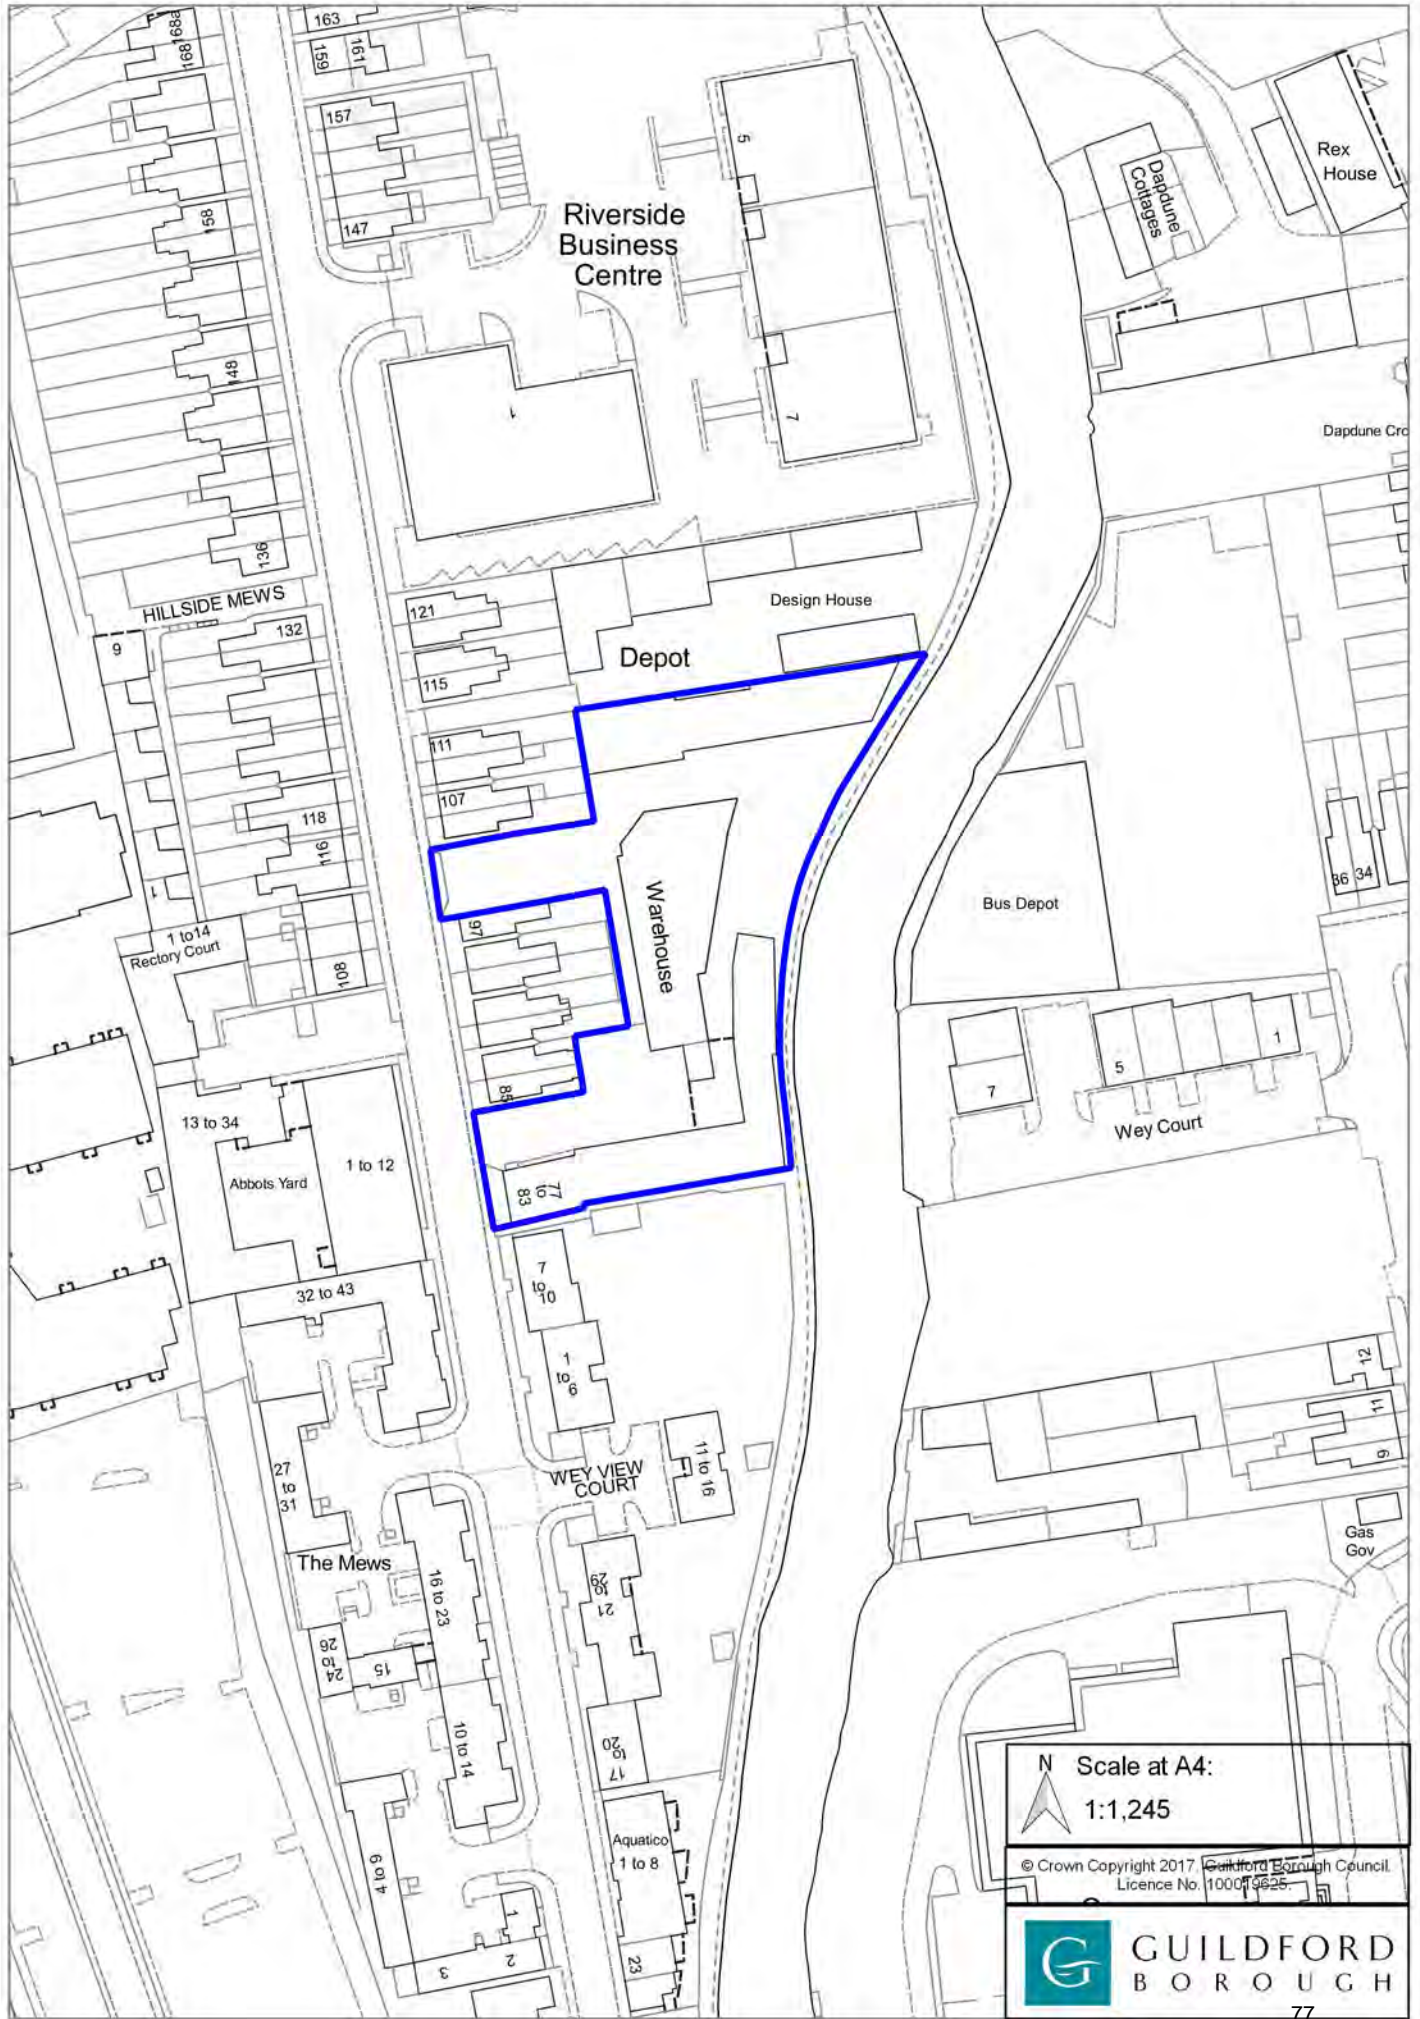 163
168a
168
159
161
157
5
Rex
House
Dapdune
Cottages
158
147
Riverside
Business
Centre
148
1
7
Dapdune Cro
136
HILLSIDE MEWS
121
Design House
132
9
Depot
115
111
107
118
116
36
34
Warehouse
Bus Depot
1
97
1 to14
Rectory Court
108
1
5
7
85
Wey Court
13 to 34
1 to 12
Abbots Yard
77
to
83
7
to
10
32 to 43
1
to
6
12
11
9
11 to 16
WEY VIEW
COURT
27
to
31
Gas
Gov
The Mews
16 to 23
29
to
21
24
to
26
15
20
to
17
10 to 14
Aquatico
1 to 8
4 to 9
1
2
3
23
N
Scale at A4:
1:1,245
© Crown Copyright 2017. Guildford Borough Council.
Licence No. 100019625.
G
GUILDFORD
BOROUGH
77